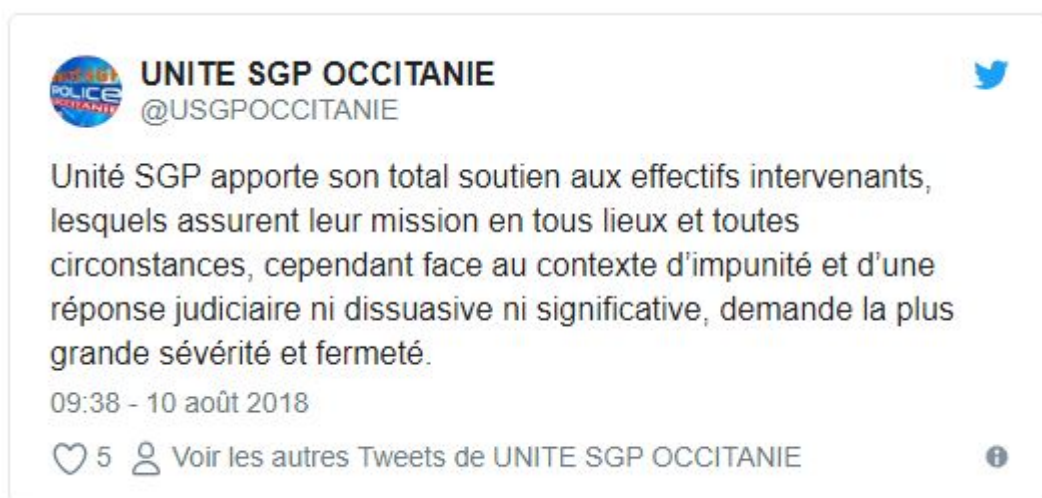 UNITE SGP OCCITANIE
@USGPOCCITANIE
Unité SGP apporte son total soutien aux effectifs intervenants,
lesquels assurent leur mission en tous lieux et toutes
circonstances, cependant face au contexte d’impunité et d’une
réponse judiciaire ni dissuasive ni significative, demande la plus
grande sévérité et fermeté.
09:38 - 10 août 2018
5 Voir les autres Tweets de UNITE SGP OCCITANIE